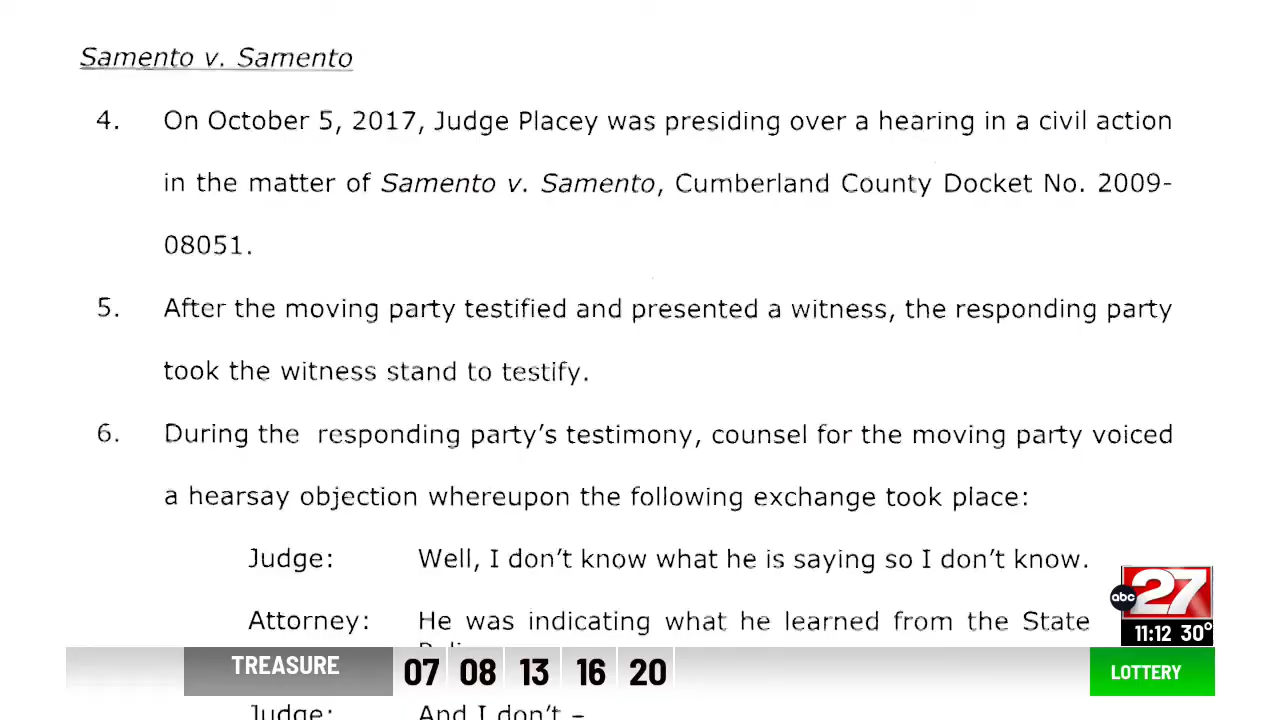 Samento v. Samento
4. On October 5, 2017, Judge Placey was presiding over a hearing in a civil action
in the matter of Samento v. Samento, Cumberland County Docket No. 2009-
08051.
5. After the moving party testified and presented a witness, the responding party
took the witness stand to testify.
6. During the responding party's testimony, counsel for the moving party voiced
a hearsay objection whereupon the following exchange took place:
Judge: Well, I don't know what he is saying so I don't know.
Attorney: He was indicating what he learned from the State
abc 27
11:12 30°
TREASURE 07 08 13 16 20 LOTTERY
Judge: And I don't –